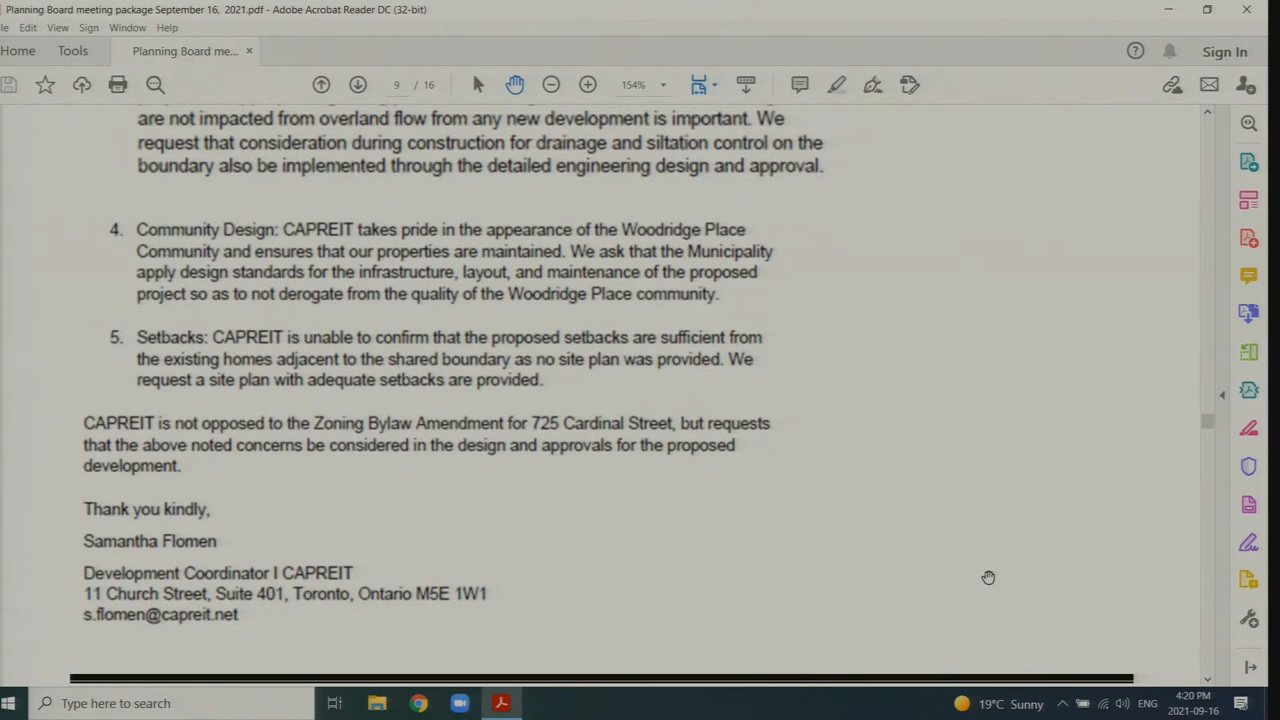 Planning Board meeting package September 16, 2021.pdf - Adobe Acrobat Reader DC (32-bit)
Edit View Sign Window Help
Home Tools Planning Board me... × Sign In
9 / 16 154%
are not impacted from overland flow from any new development is important. We
request that consideration during construction for drainage and siltation control on the
boundary also be implemented through the detailed engineering design and approval.
4. Community Design: CAPREIT takes pride in the appearance of the Woodridge Place
Community and ensures that our properties are maintained. We ask that the Municipality
apply design standards for the infrastructure, layout, and maintenance of the proposed
project so as to not derogate from the quality of the Woodridge Place community.
5. Setbacks: CAPREIT is unable to confirm that the proposed setbacks are sufficient from
the existing homes adjacent to the shared boundary as no site plan was provided. We
request a site plan with adequate setbacks are provided.
CAPREIT is not opposed to the Zoning Bylaw Amendment for 725 Cardinal Street, but requests
that the above noted concerns be considered in the design and approvals for the proposed
development.
Thank you kindly,
Samantha Flomen
Development Coordinator I CAPREIT
11 Church Street, Suite 401, Toronto, Ontario M5E 1W1
s.flomen@capreit.net
Type here to search
19°C Sunny ENG
4:20 PM
2021-09-16